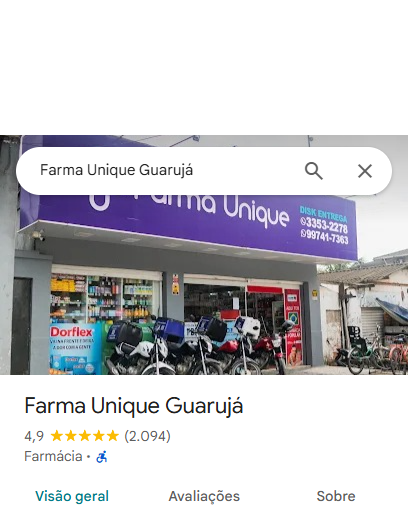 Farma Unique Guarujá
Farma Unique
DISK ENTREGA
3353-2278
99741-7363
Dorflex
Farma Unique Guarujá
4,9 (2.094)
Farmácia •
Visão geral
Avaliações
Sobre